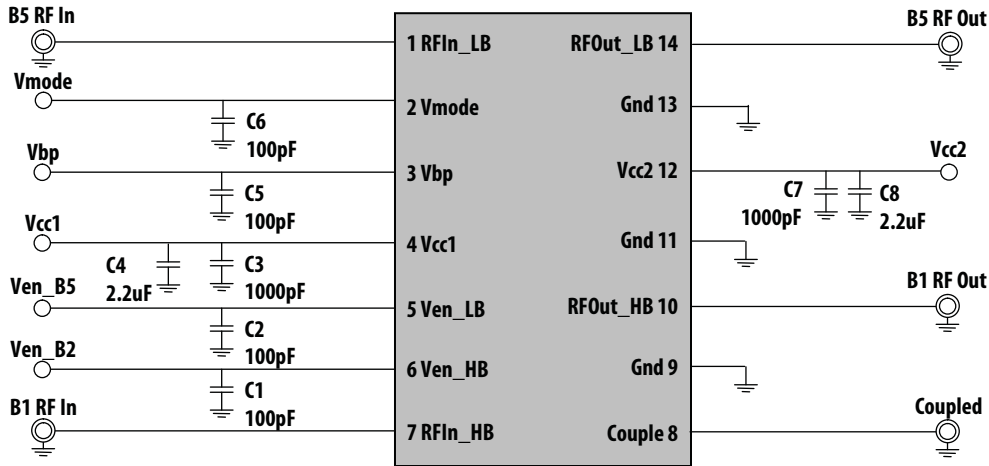 B5 RF In
Vmode
C6
100pF
Vbp
C5
100pF
Vcc1
C4
2.2uF
C3
1000pF
Ven_B5
C2
100pF
Ven_B2
C1
100pF
B1 RF In
1 RFIn_LB
2 Vmode
3 Vbp
4 Vcc1
5 Ven_LB
6 Ven_HB
7 RFIn_HB
RFOut_LB 14
Gnd 13
Vcc2 12
Gnd 11
RFOut_HB 10
Gnd 9
Couple 8
B5 RF Out
Vcc2
C7
1000pF
C8
2.2uF
B1 RF Out
Coupled